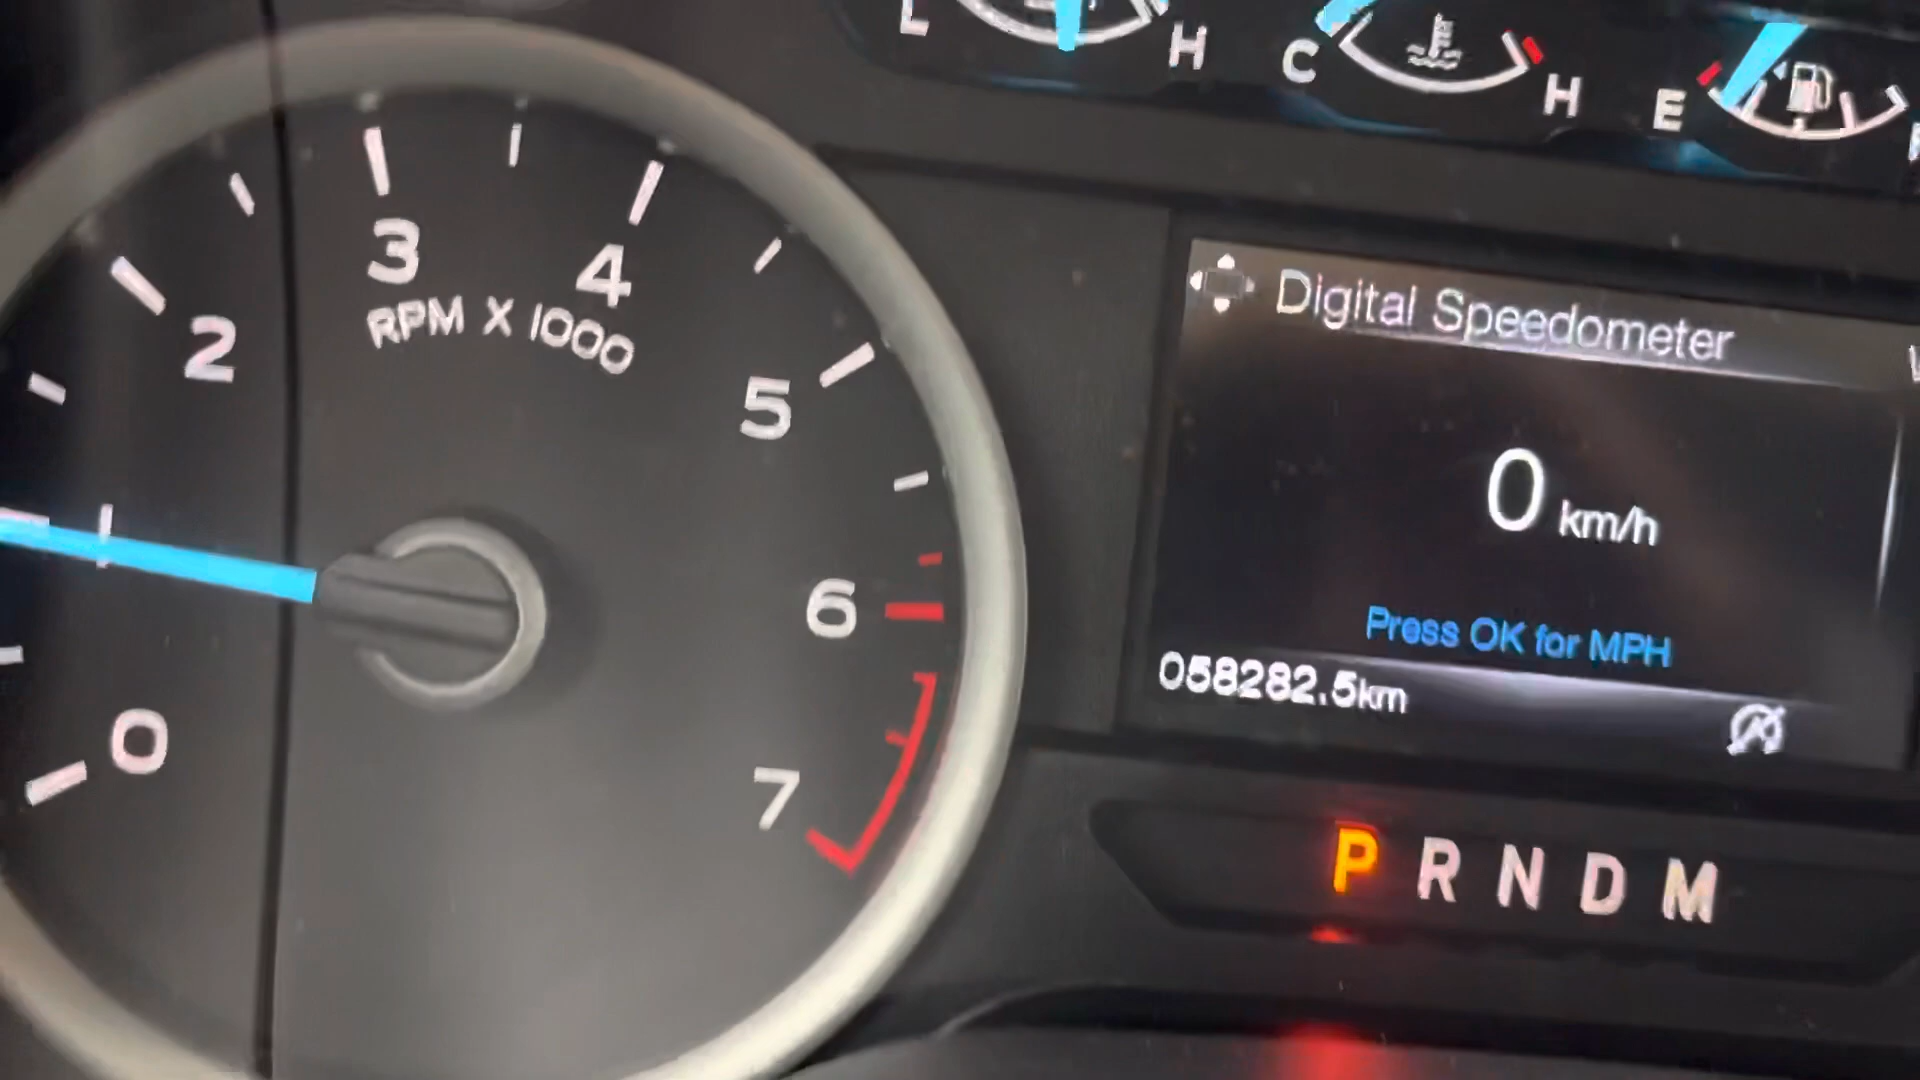 L H C H E
3
4
RPM X 1000
2
5
1
6
0
7
Digital Speedometer
0 km/h
Press OK for MPH
058282.5km
P R N D M